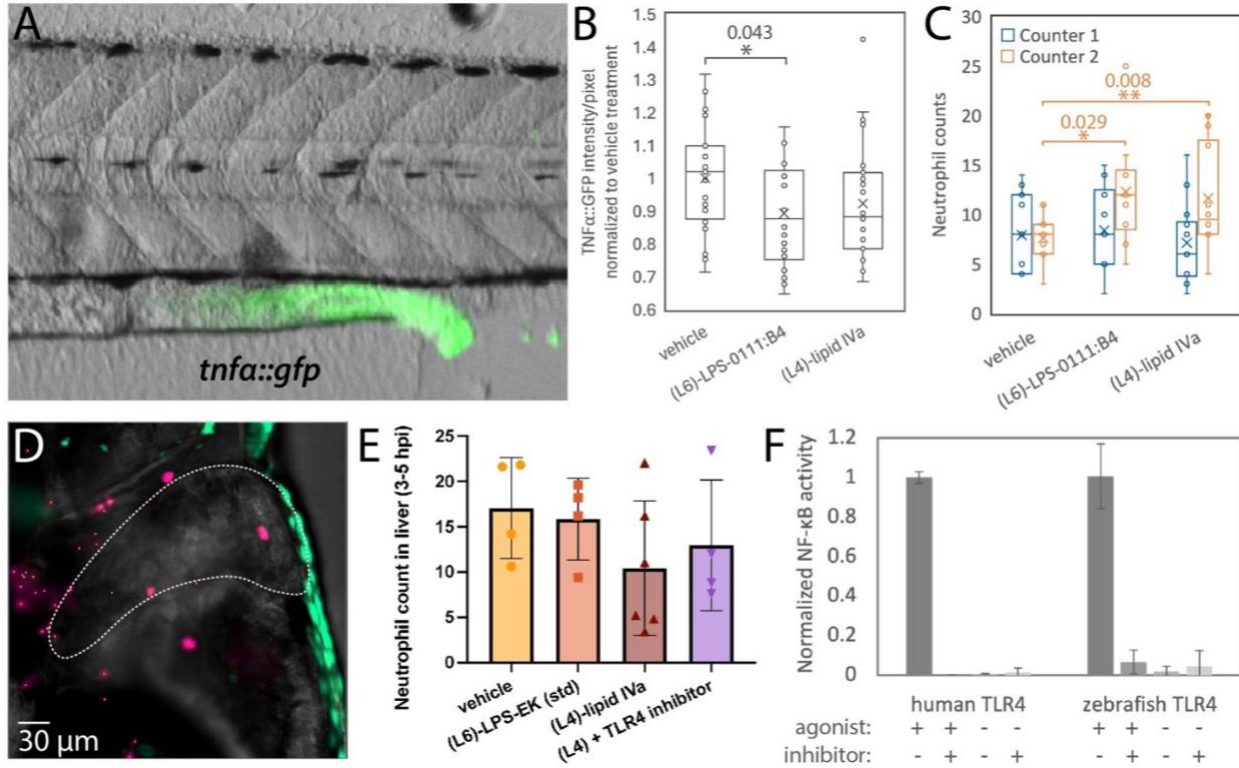 A
tnfa::gfp
B
TNFα::GFP intensity/pixel
normalized to vehicle treatment
1.5
1.4
1.3
1.2
1.1
1
0.9
0.8
0.7
0.6
0.043
*
vehicle
(L6)-LPS-0111:B4
(L4)-lipid IVa
C
Neutrophil counts
30
25
20
15
10
5
0
Counter 1
Counter 2
0.008
**
0.029
*
vehicle
(L6)-LPS-0111:B4
(L4)-lipid IVa
D
30 µm
E
Neutrophil count in liver (3-5 hpi)
25
20
15
10
5
0
vehicle
(L6)-LPS-EK (std)
(L4)-lipid IVa
(L4) + TLR4 inhibitor
F
Normalized NF-κB activity
1.2
1
0.8
0.6
0.4
0.2
0
human TLR4 zebrafish TLR4
agonist: + + - - + + - -
inhibitor: - + - + - + - +